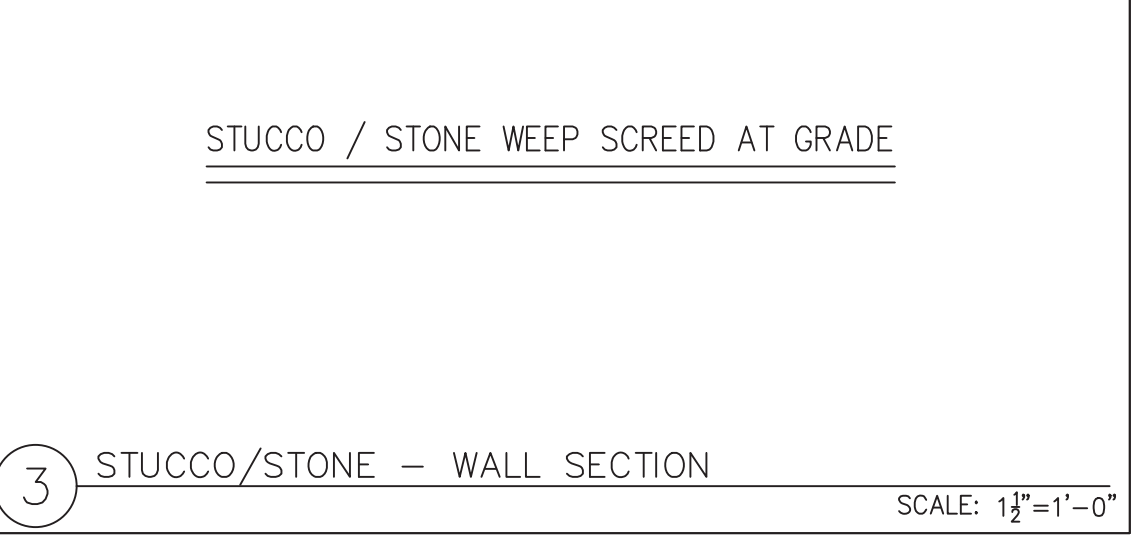 STUCCO / STONE WEEP SCREED AT GRADE
3 STUCCO/STONE – WALL SECTION
SCALE: 1½"=1'–0"